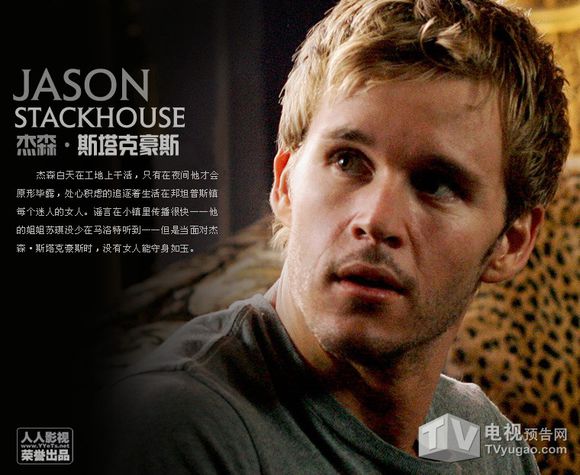 JASON
STACKHOUSE
杰森·斯塔克豪斯
杰森白天在工地上干活，只有在夜间他才会
原形毕露，处心积虑的追逐着生活在邦坦普斯镇
每个迷人的女人。谣言在小镇里传播很快——他
的姐姐苏琪没少在马洛特听到——但是当面对杰
森·斯塔克豪斯时，没有女人能守身如玉。
人人影视
www.YYeTs.net
荣誉出品
TV 电视预告网
TVyugao.com